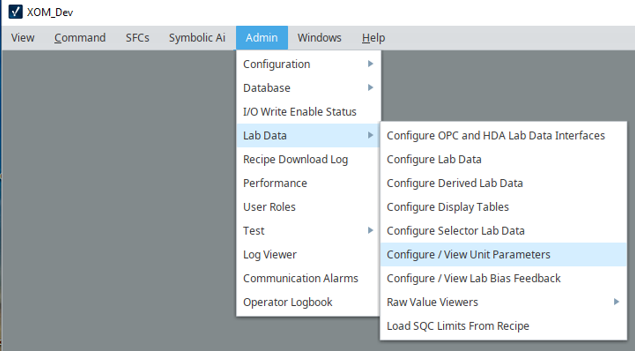 XOM_Dev
View Command SFCs Symbolic Ai Admin Windows Help
Configuration
Database
I/O Write Enable Status
Lab Data
Recipe Download Log
Performance
User Roles
Test
Log Viewer
Communication Alarms
Operator Logbook
Configure OPC and HDA Lab Data Interfaces
Configure Lab Data
Configure Derived Lab Data
Configure Display Tables
Configure Selector Lab Data
Configure / View Unit Parameters
Configure / View Lab Bias Feedback
Raw Value Viewers
Load SQC Limits From Recipe